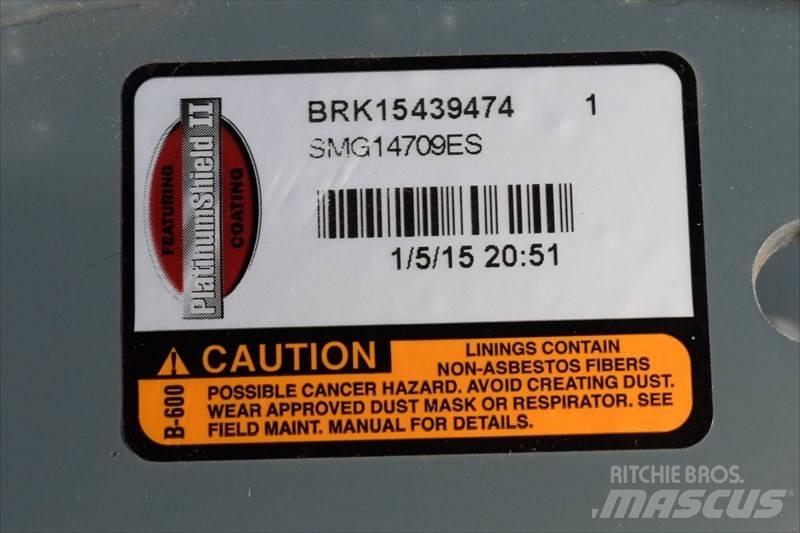 FEATURING
PlatinumShield II
COATING
BRK15439474 1
SMG14709ES
1/5/15 20:51
CAUTION
LININGS CONTAIN
NON-ASBESTOS FIBERS
B-600
POSSIBLE CANCER HAZARD. AVOID CREATING DUST.
WEAR APPROVED DUST MASK OR RESPIRATOR. SEE
FIELD MAINT. MANUAL FOR DETAILS.
RITCHIE BROS.
MASCUS